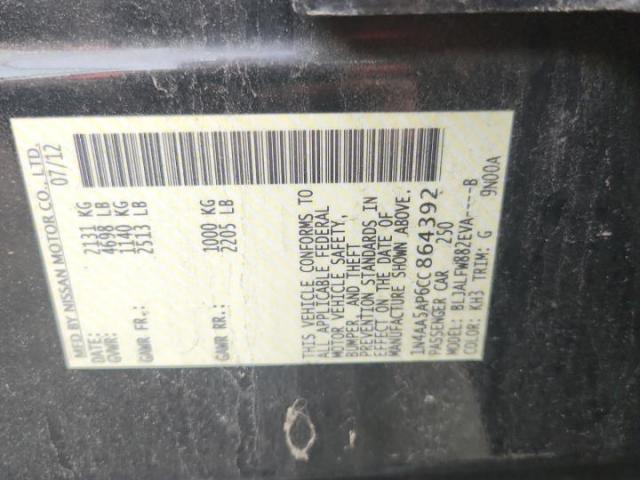 MFD BY NISSAN MOTOR CO., LTD.
DATE: 07/12
GVWR: 2131 KG
4698 LB
GAWR FR.: 1140 KG
2513 LB
GAWR RR.: 1000 KG
2205 LB
THIS VEHICLE CONFORMS TO
ALL APPLICABLE FEDERAL
MOTOR VEHICLE SAFETY,
BUMPER, AND THEFT
PREVENTION STANDARDS IN
EFFECT ON THE DATE OF
MANUFACTURE SHOWN ABOVE.
1N4AA5AP6CC864392
PASSENGER CAR 250
MODEL: BLJALFW882EVA----B
COLOR: KH3 TRIM: G 9N00A